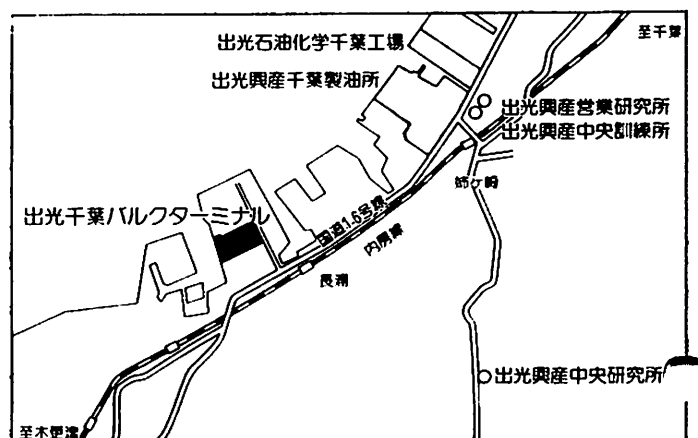 至千葉
出光石油化学千葉工場
出光興産千葉製油所
出光興産営業研究所
出光興産中央訓練所
姉ヶ崎
出光千葉バルクターミナル
国道16号線
内房線
長浦
出光興産中央研究所
至木更津